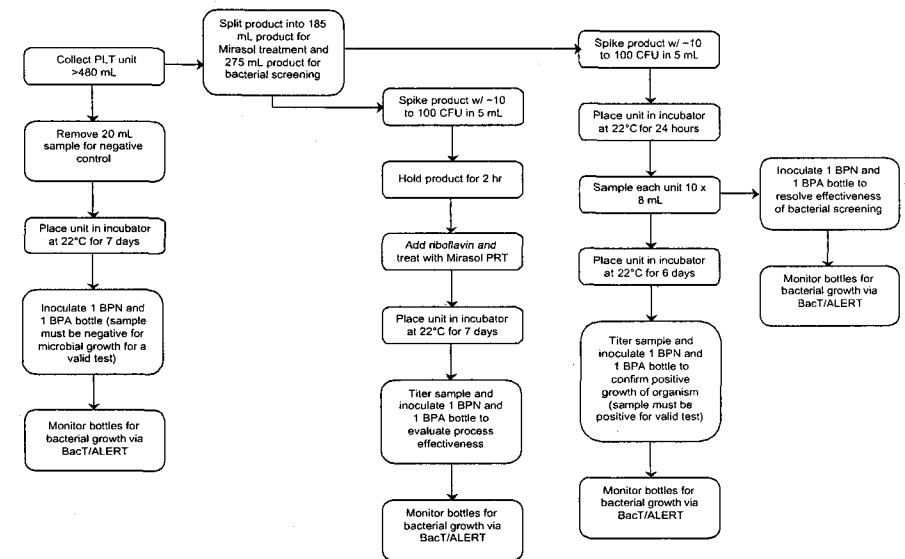 Collect PLT unit
>480 mL
Remove 20 mL
sample for negative
control
Place unit in incubator
at 22°C for 7 days
Inoculate 1 BPN and
1 BPA bottle (sample
must be negative for
microbial growth for a
valid test)
Monitor bottles for
bacterial growth via
BacT/ALERT
Split product into 185
mL product for
Mirasol treatment and
275 mL product for
bacterial screening
Spike product w/ ~10
to 100 CFU in 5 mL
Hold product for 2 hr
Add riboflavin and
treat with Mirasol PRT
Place unit in incubator
at 22°C for 7 days
Titer sample and
inoculate 1 BPN and
1 BPA bottle to
evaluate process
effectiveness
Monitor bottles for
bacterial growth via
BacT/ALERT
Spike product w/ ~10
to 100 CFU in 5 mL
Place unit in incubator
at 22°C for 24 hours
Sample each unit 10 x
8 mL
Place unit in incubator
at 22°C for 6 days
Titer sample and
inoculate 1 BPN and
1 BPA bottle to
confirm positive
growth of organism
(sample must be
positive for valid test)
Monitor bottles for
bacterial growth via
BacT/ALERT
Inoculate 1 BPN and
1 BPA bottle to
resolve effectiveness
of bacterial screening
Monitor bottles for
bacterial growth via
BacT/ALERT